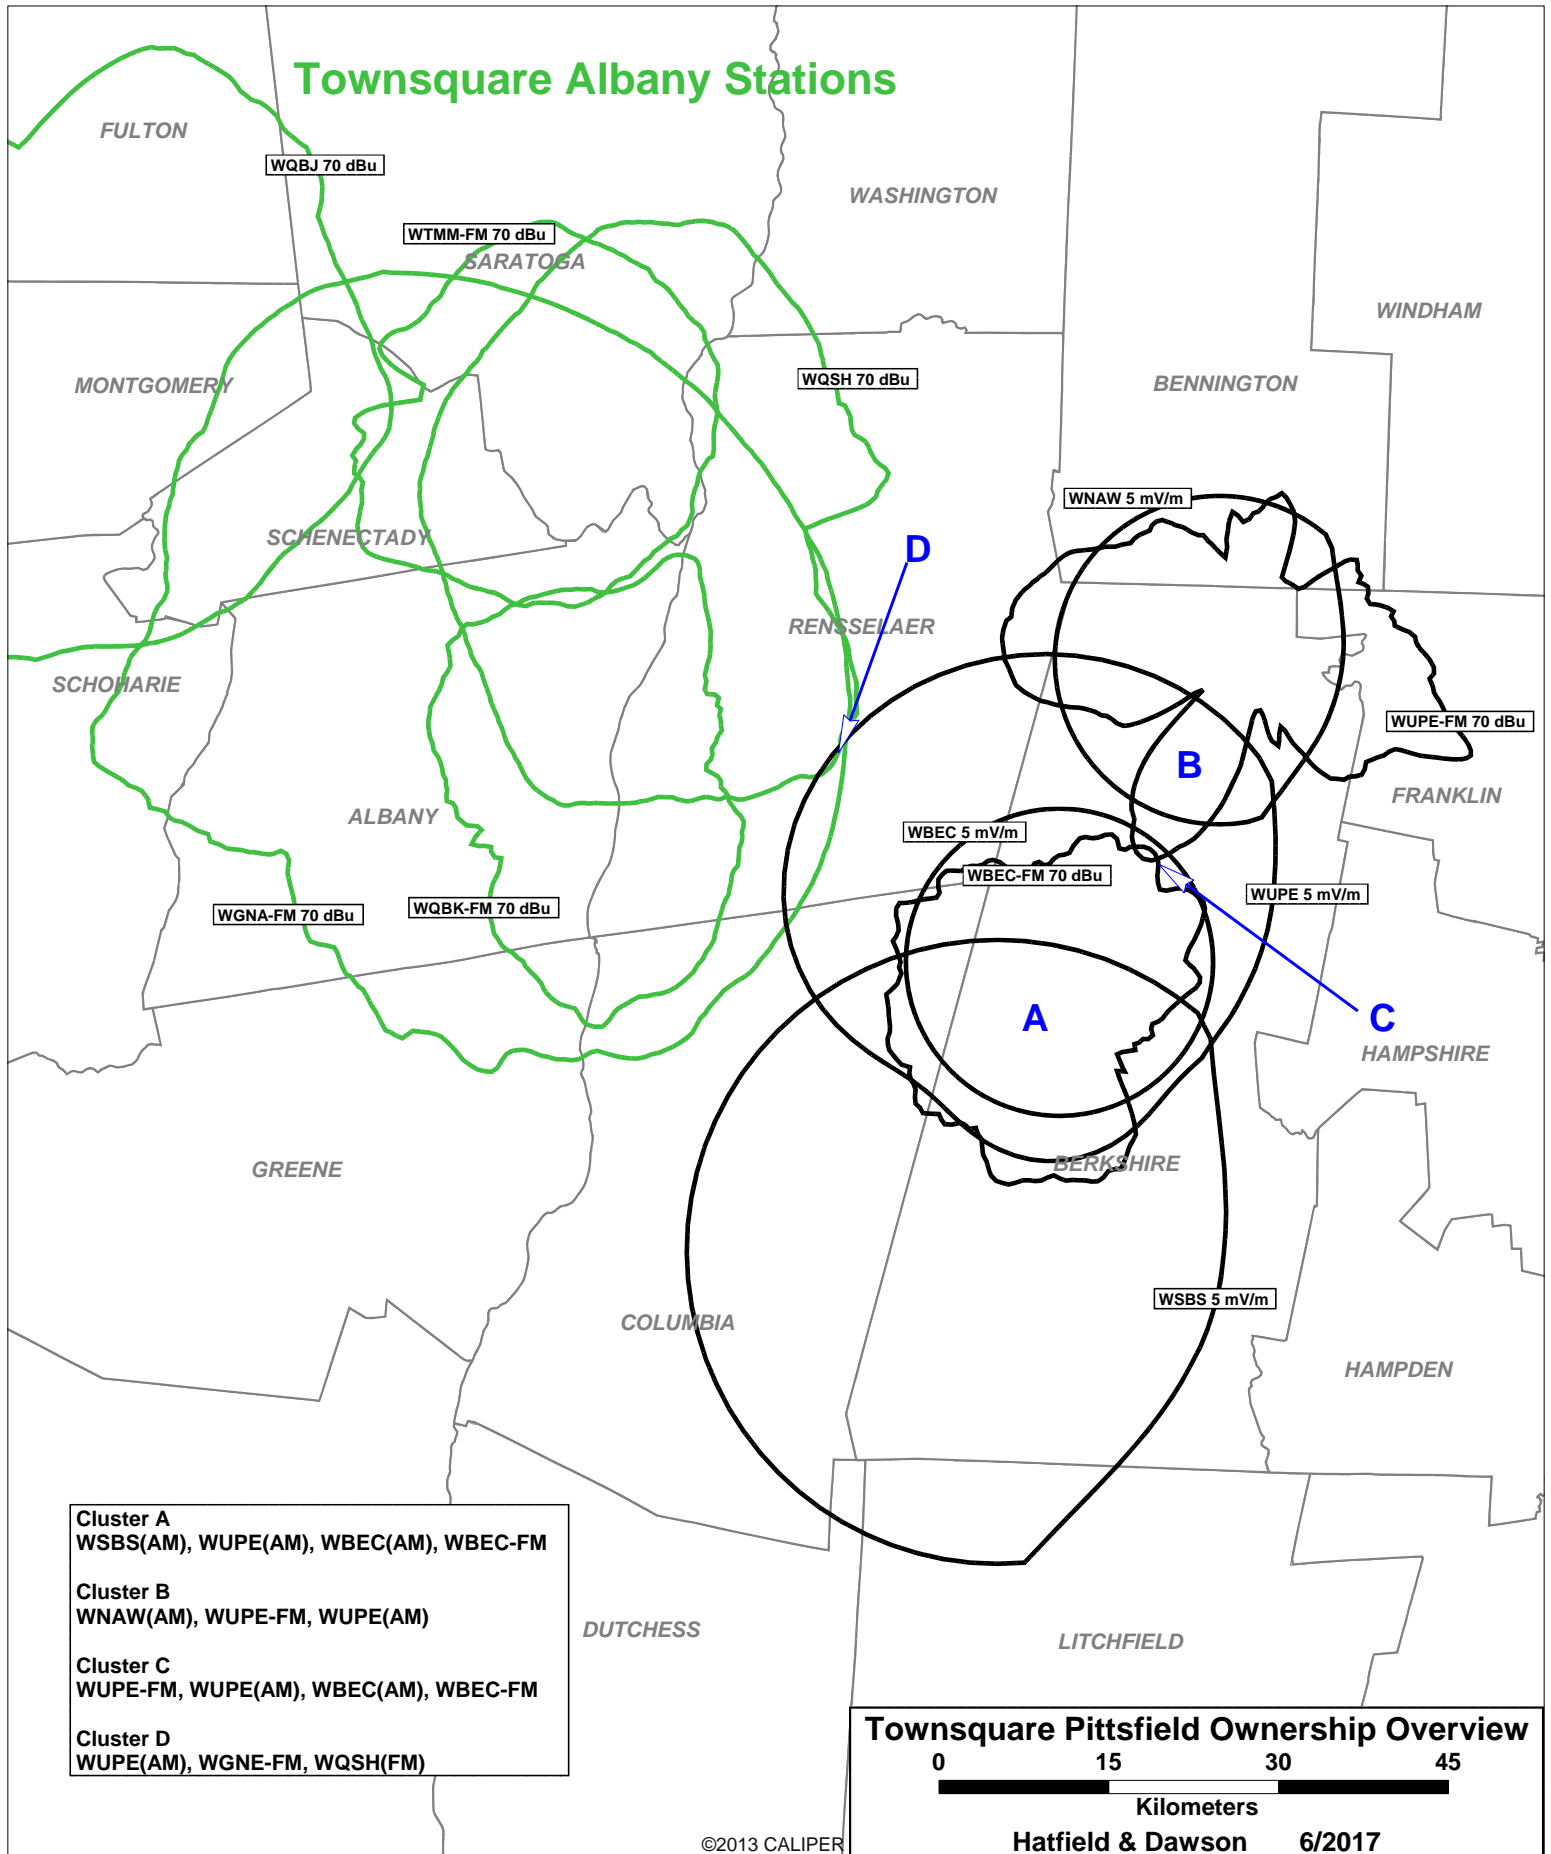 Townsquare Albany Stations
FULTON
WQBJ 70 dBu
WASHINGTON
WTMM-FM 70 dBu
SARATOGA
WINDHAM
MONTGOMERY
WQSH 70 dBu
BENNINGTON
WNAW 5 mV/m
SCHENECTADY
D
RENSSELAER
SCHOHARIE
WUPE-FM 70 dBu
B
FRANKLIN
ALBANY
WBEC 5 mV/m
WBEC-FM 70 dBu
WUPE 5 mV/m
WGNA-FM 70 dBu
WQBK-FM 70 dBu
A
C
HAMPSHIRE
GREENE
BERKSHIRE
WSBS 5 mV/m
COLUMBIA
HAMPDEN
Cluster A
WSBS(AM), WUPE(AM), WBEC(AM), WBEC-FM
Cluster B
WNAW(AM), WUPE-FM, WUPE(AM)
Cluster C
WUPE-FM, WUPE(AM), WBEC(AM), WBEC-FM
Cluster D
WUPE(AM), WGNE-FM, WQSH(FM)
DUTCHESS
LITCHFIELD
Townsquare Pittsfield Ownership Overview
0 15 30 45
Kilometers
Hatfield & Dawson 6/2017
©2013 CALIPER